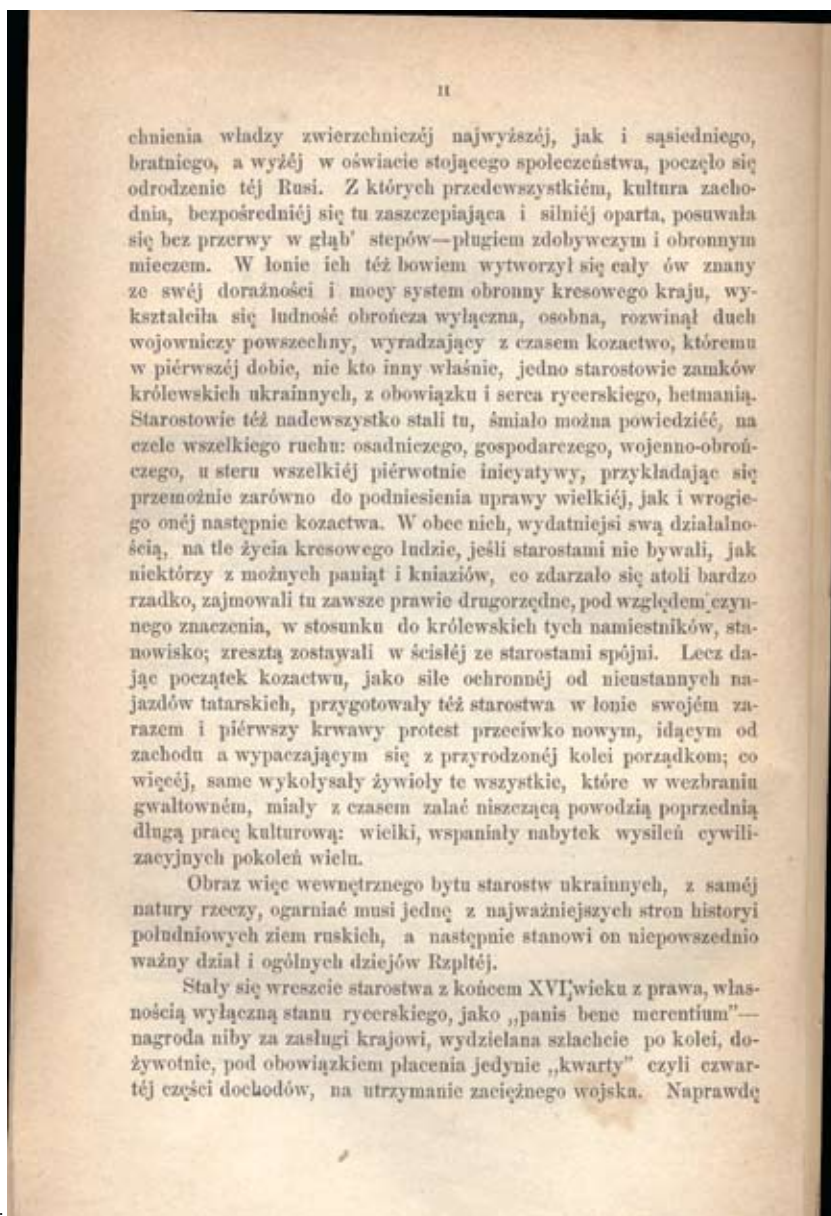 II
chnienia władzy zwierzchniczéj najwyższéj, jak i sąsiedniego,
bratniego, a wyżéj w oświacie stojącego społeczeństwa, poczęło się
odrodzenie téj Rusi. Z których przedewszystkiém, kultura zacho-
dnia, bezpośredniéj się tu zaszczepiająca i silniéj oparta, posuwała
się bez przerwy w głąb' stepów—pługiem zdobywczym i obronnym
mieczem. W łonie ich téż bowiem wytworzył się cały ów znany
ze swéj doraźności i mocy system obronny kresowego kraju, wy-
kształciła się ludność obrończa wyłączna, osobna, rozwinął duch
wojowniczy powszechny, wyradzający z czasem kozactwo, któremu
w piérwszéj dobie, nie kto inny właśnie, jedno starostowie zamków
królewskich ukrainnych, z obowiązku i serca rycerskiego, hetmanią.
Starostowie téż nadewszystko stali tu, śmiało można powiedziéć, na
czele wszelkiego ruchu: osadniczego, gospodarczego, wojenno-obroń-
czego, u steru wszelkiéj piérwotnie inicyatywy, przykładając się
przemożnie zarówno do podniesienia uprawy wielkiéj, jak i wrogie-
go onéj następnie kozactwa. W obec nich, wydatniejsi swą działalno-
ścią, na tle życia kresowego ludzie, jeśli starostami nie bywali, jak
niektórzy z możnych paniąt i kniaziów, co zdarzało się atoli bardzo
rzadko, zajmowali tu zawsze prawie drugorzędne, pod względem czyn-
nego znaczenia, w stosunku do królewskich tych namiestników, sta-
nowisko; zresztą zostawali w ścisłéj ze starostami spójni. Lecz da-
jąc początek kozactwu, jako sile ochronnéj od nieustannych na-
jazdów tatarskich, przygotowały téż starostwa w łonie swojém za-
razem i piérwszy krwawy protest przeciwko nowym, idącym od
zachodu a wypaczającym się z przyrodzonéj kolei porządkom; co
więcéj, same wykołysały żywioły te wszystkie, które w wezbraniu
gwałtowném, miały z czasem zalać niszczącą powodzią poprzednią
długą pracę kulturową: wielki, wspaniały nabytek wysileń cywili-
zacyjnych pokoleń wielu.
Obraz więc wewnętrznego bytu starostw ukrainnych, z saméj
natury rzeczy, ogarniać musi jednę z najważniejszych stron historyi
południowych ziem ruskich, a następnie stanowi on niepowszednio
ważny dział i ogólnych dziejów Rzpltéj.
Stały się wreszcie starostwa z końcem XVI wieku z prawa, włas-
nością wyłączną stanu rycerskiego, jako „panis bene merentium”—
nagroda niby za zasługi krajowi, wydzielana szlachcie po kolei, do-
żywotnie, pod obowiązkiem płacenia jedynie „kwarty” czyli czwar-
téj części dochodów, na utrzymanie zaciężnego wojska. Naprawdę